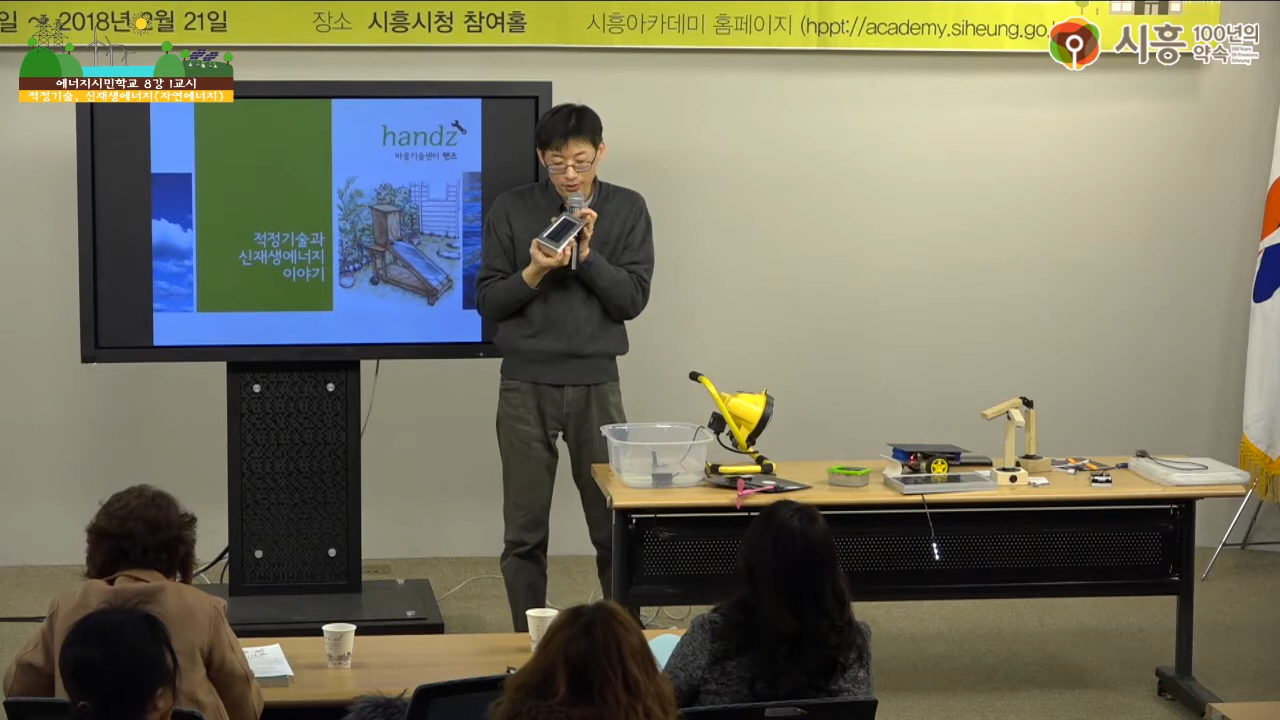 일 ~ 2018년 월 21일 장소 시흥시청 참여홀 시흥아카데미 홈페이지 (hppt://academy.siheung.go.
시흥 100년의 약속
에너지시민학교 8강 1교시
적정기술, 신재생에너지(자연에너지)
handz
마을기술센터 핸즈
적정기술과
신재생에너지
이야기